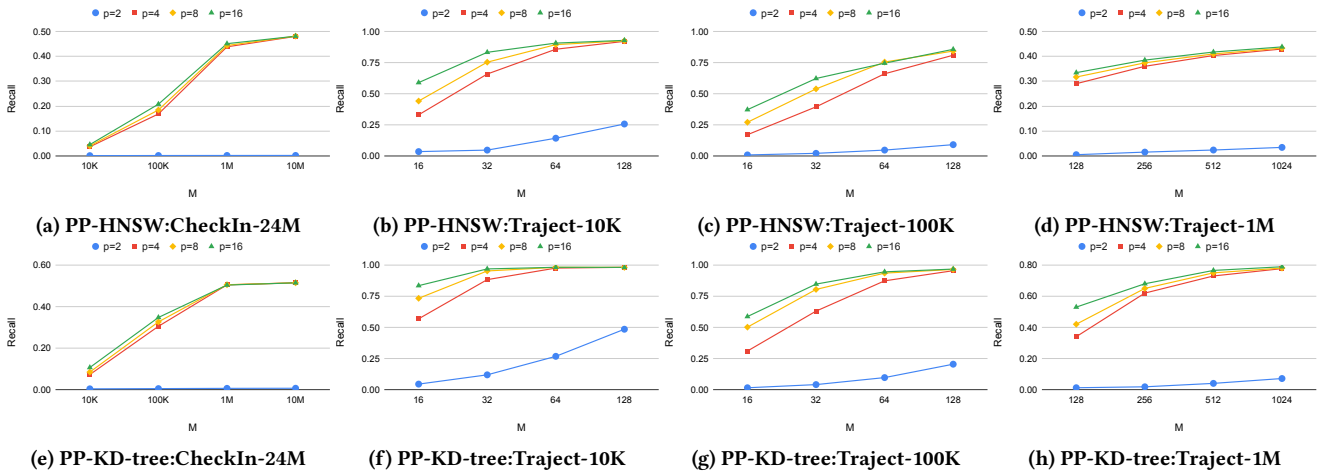 p=2 p=4 p=8 p=16
0.50
0.40
0.30
0.20
0.10
0.00
Recall
10K 100K 1M 10M
M
(a) PP-HNSW:CheckIn-24M
p=2 p=4 p=8 p=16
1.00
0.75
0.50
0.25
0.00
Recall
16 32 64 128
M
(b) PP-HNSW:Traject-10K
p=2 p=4 p=8 p=16
1.00
0.75
0.50
0.25
0.00
Recall
16 32 64 128
M
(c) PP-HNSW:Traject-100K
p=2 p=4 p=8 p=16
0.50
0.40
0.30
0.20
0.10
0.00
Recall
128 256 512 1024
M
(d) PP-HNSW:Traject-1M
p=2 p=4 p=8 p=16
0.60
0.40
0.20
0.00
Recall
10K 100K 1M 10M
M
(e) PP-KD-tree:CheckIn-24M
p=2 p=4 p=8 p=16
1.00
0.75
0.50
0.25
0.00
Recall
16 32 64 128
M
(f) PP-KD-tree:Traject-10K
p=2 p=4 p=8 p=16
1.00
0.75
0.50
0.25
0.00
Recall
16 32 64 128
M
(g) PP-KD-tree:Traject-100K
p=2 p=4 p=8 p=16
0.80
0.60
0.40
0.20
0.00
Recall
128 256 512 1024
M
(h) PP-KD-tree:Traject-1M